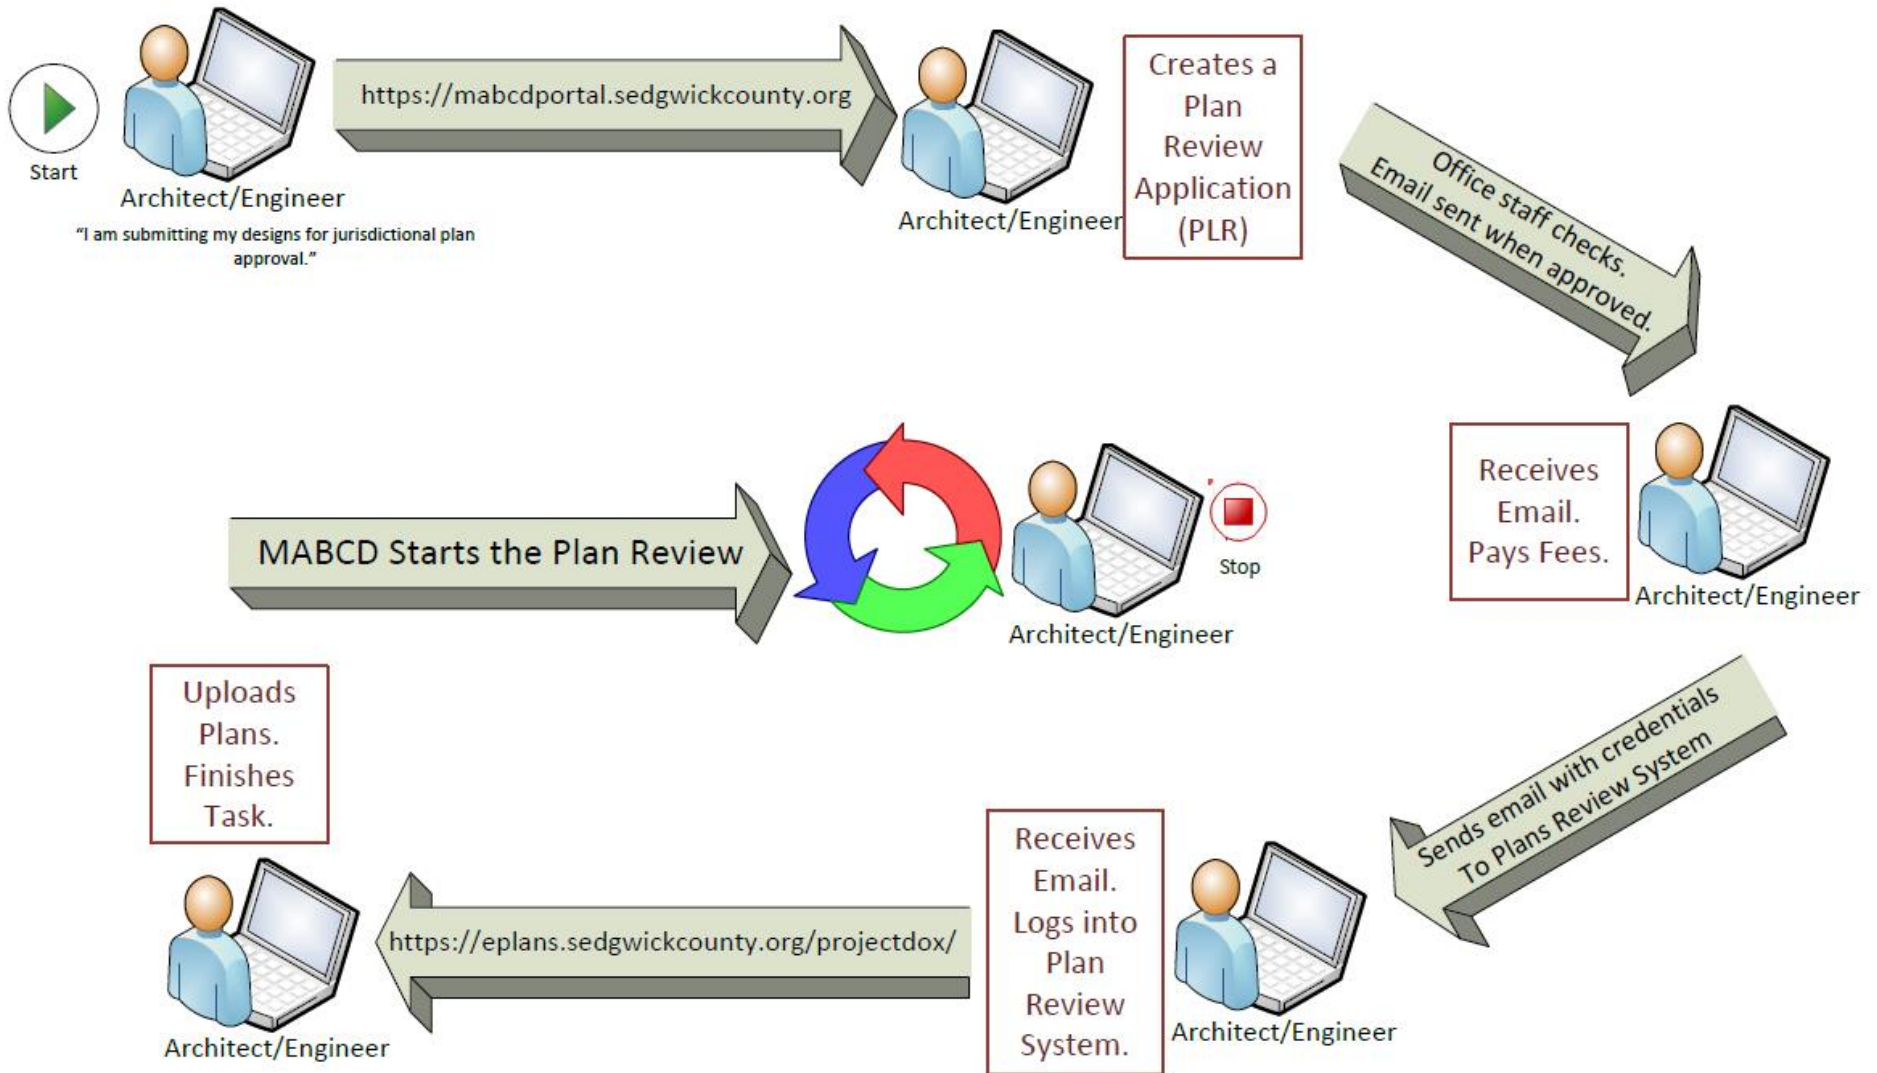 Start
Architect/Engineer
“I am submitting my designs for jurisdictional plan
approval.”
https://mabcdportal.sedgwickcounty.org
Architect/Engineer
Creates a
Plan
Review
Application
(PLR)
Office staff checks.
Email sent when approved.
Receives
Email.
Pays Fees.
Architect/Engineer
Sends email with credentials
To Plans Review System
Receives
Email.
Logs into
Plan
Review
System.
Architect/Engineer
https://eplans.sedgwickcounty.org/projectdox/
Uploads
Plans.
Finishes
Task.
Architect/Engineer
MABCD Starts the Plan Review
Architect/Engineer
Stop